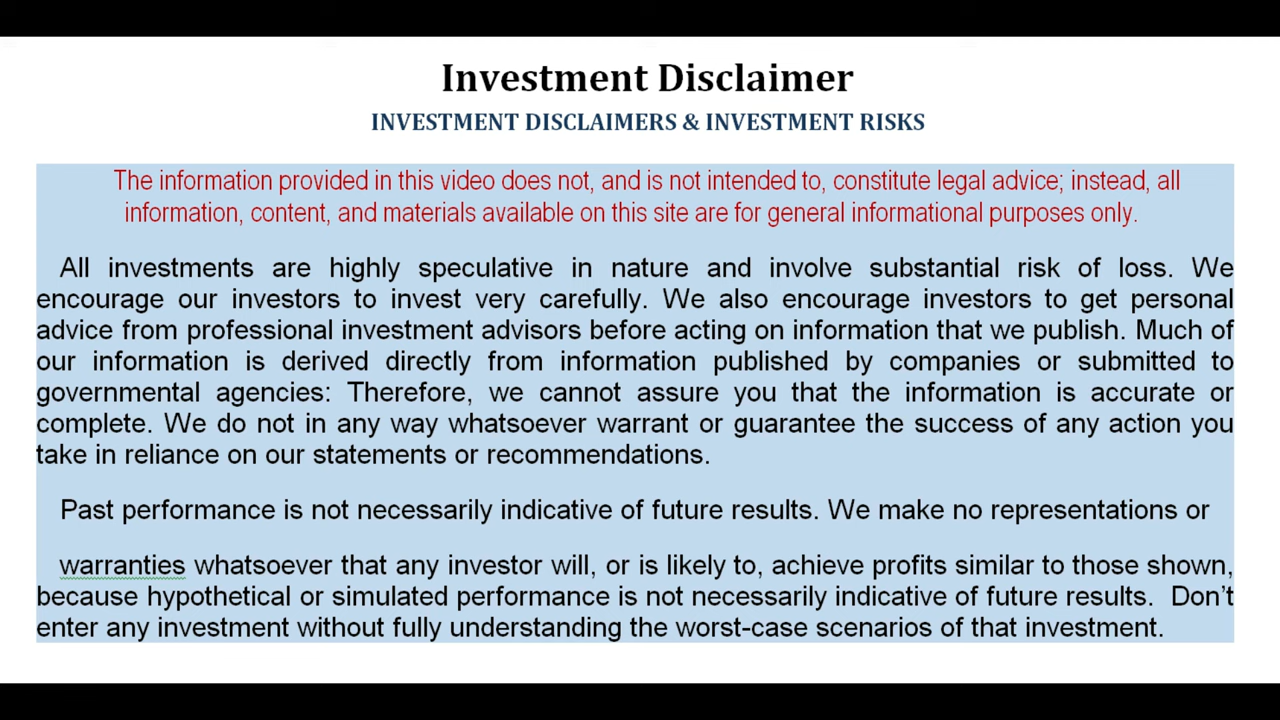 Investment Disclaimer
INVESTMENT DISCLAIMERS & INVESTMENT RISKS
The information provided in this video does not, and is not intended to, constitute legal advice; instead, all
information, content, and materials available on this site are for general informational purposes only.
All investments are highly speculative in nature and involve substantial risk of loss. We
encourage our investors to invest very carefully. We also encourage investors to get personal
advice from professional investment advisors before acting on information that we publish. Much of
our information is derived directly from information published by companies or submitted to
governmental agencies: Therefore, we cannot assure you that the information is accurate or
complete. We do not in any way whatsoever warrant or guarantee the success of any action you
take in reliance on our statements or recommendations.
Past performance is not necessarily indicative of future results. We make no representations or
warranties whatsoever that any investor will, or is likely to, achieve profits similar to those shown,
because hypothetical or simulated performance is not necessarily indicative of future results.  Don’t
enter any investment without fully understanding the worst-case scenarios of that investment.